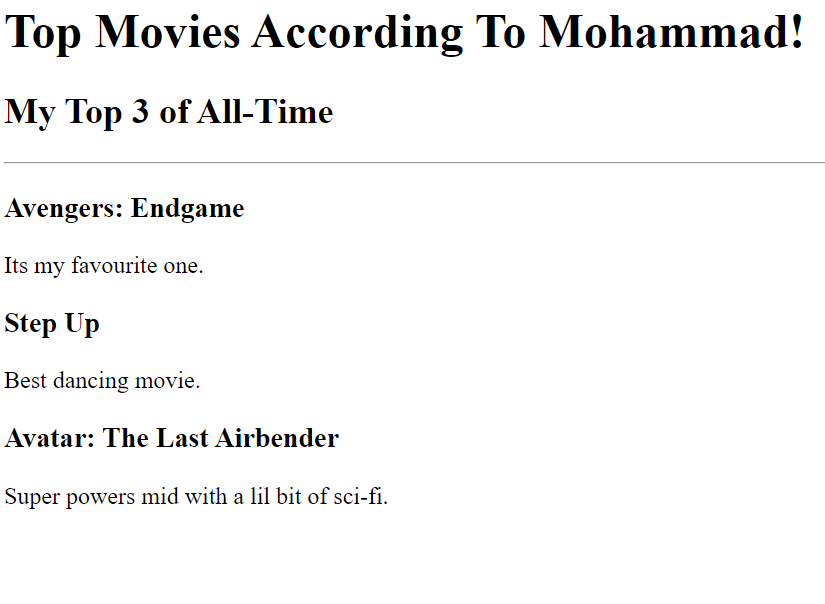 Top Movies According To Mohammad!
My Top 3 of All-Time
Avengers: Endgame
Its my favourite one.
Step Up
Best dancing movie.
Avatar: The Last Airbender
Super powers mid with a lil bit of sci-fi.